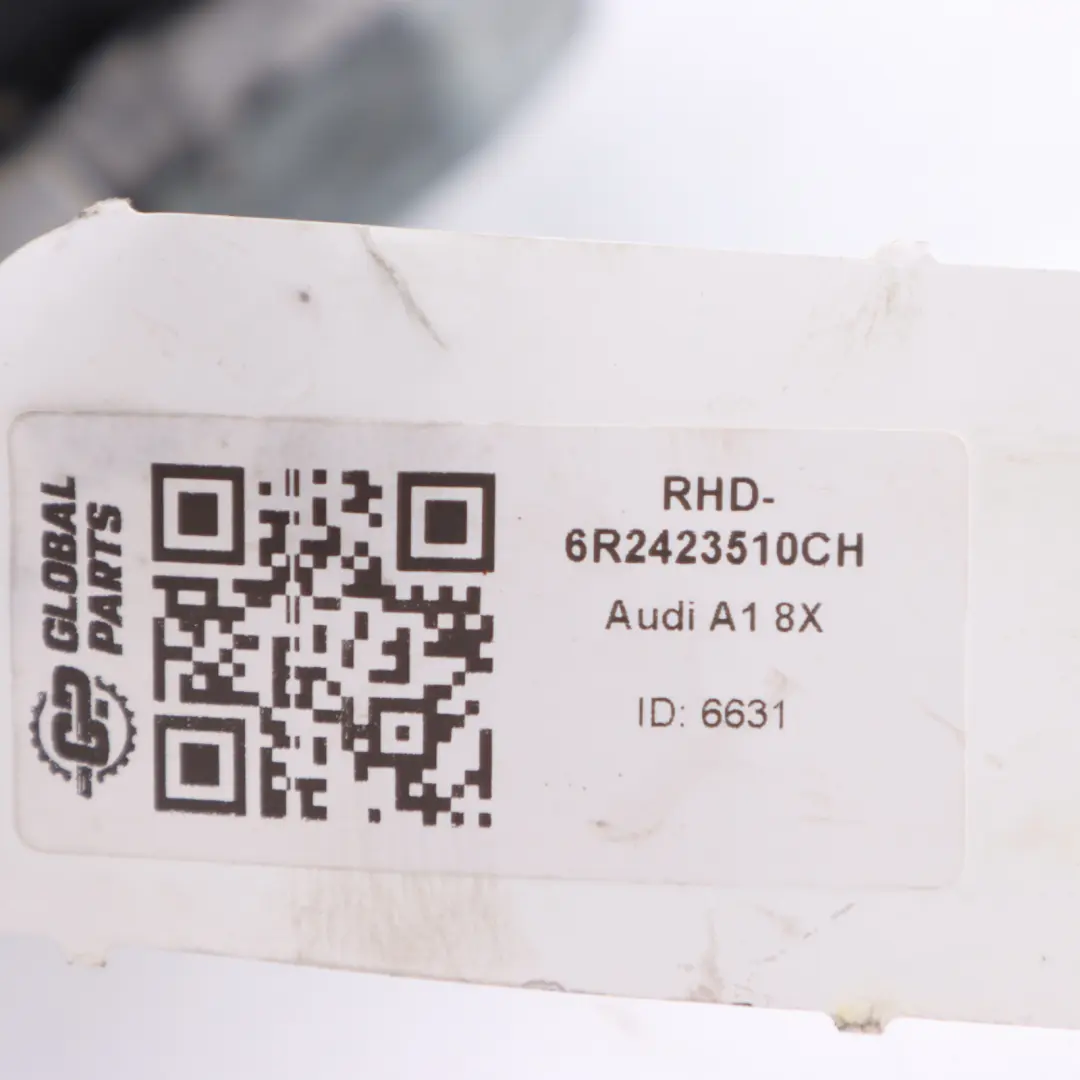 GLOBAL
PARTS
RHD-
6R2423510CH
Audi A1 8X
ID: 6631